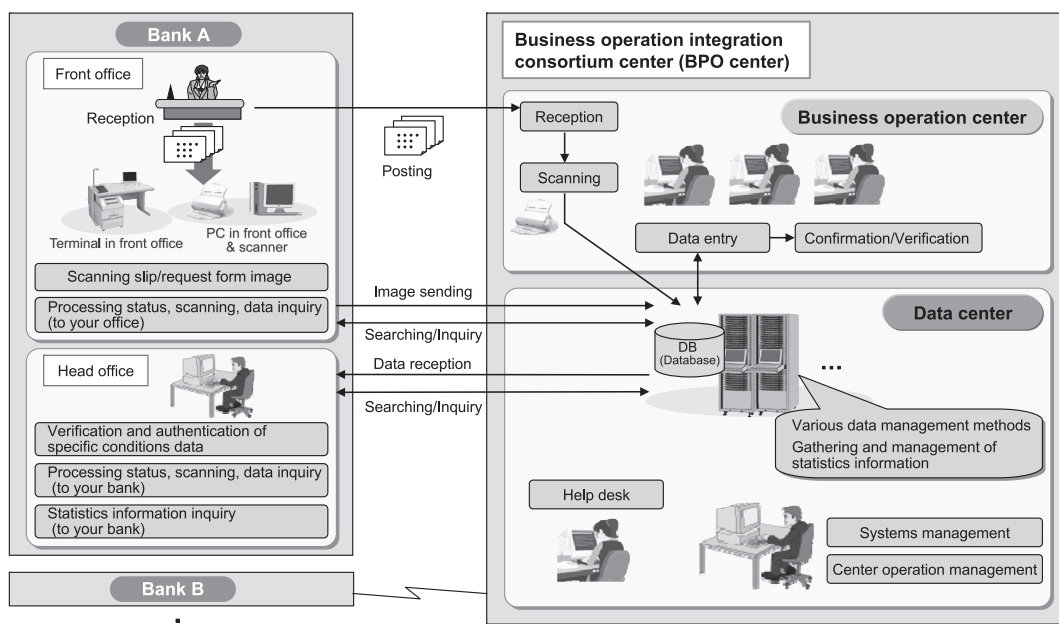 Bank A
Front office
Reception
Terminal in front office
PC in front office
& scanner
Scanning slip/request form image
Processing status, scanning, data inquiry
(to your office)
Head office
Verification and authentication of
specific conditions data
Processing status, scanning, data inquiry
(to your bank)
Statistics information inquiry
(to your bank)
Bank B
Posting
Image sending
Searching/Inquiry
Data reception
Searching/Inquiry
Business operation integration
consortium center (BPO center)
Business operation center
Reception
Scanning
Data entry
Confirmation/Verification
Data center
DB
(Database)
...
Various data management methods
Gathering and management of
statistics information
Help desk
Systems management
Center operation management